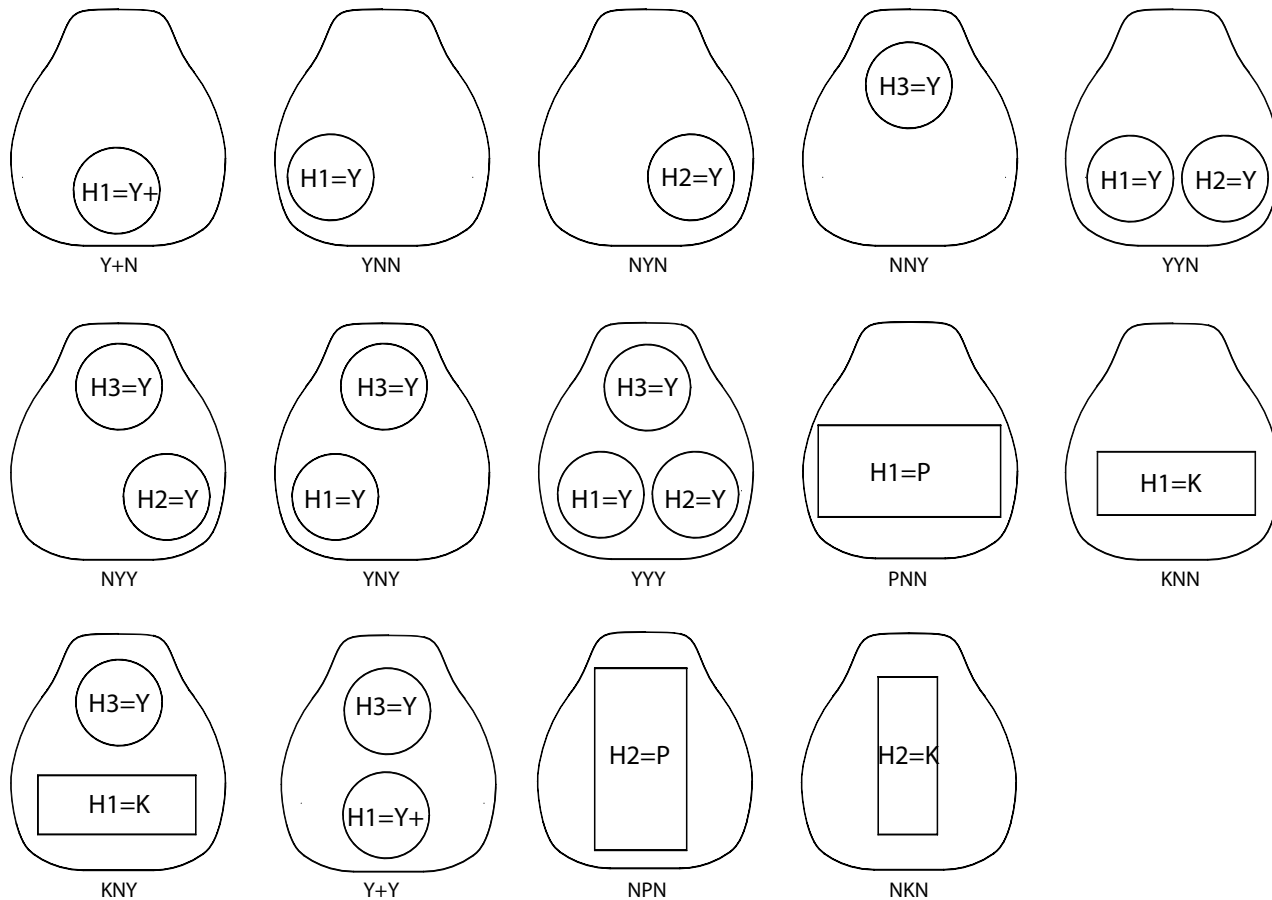 H1=Y+
Y+N
H1=Y
YNN
H2=Y
NYN
H3=Y
NNY
H1=Y H2=Y
YYN
H3=Y
H2=Y
NYY
H3=Y
H1=Y
YNY
H3=Y
H1=Y H2=Y
YYY
H1=P
PNN
H1=K
KNN
H3=Y
H1=K
KNY
H3=Y
H1=Y+
Y+Y
H2=P
NPN
H2=K
NKN